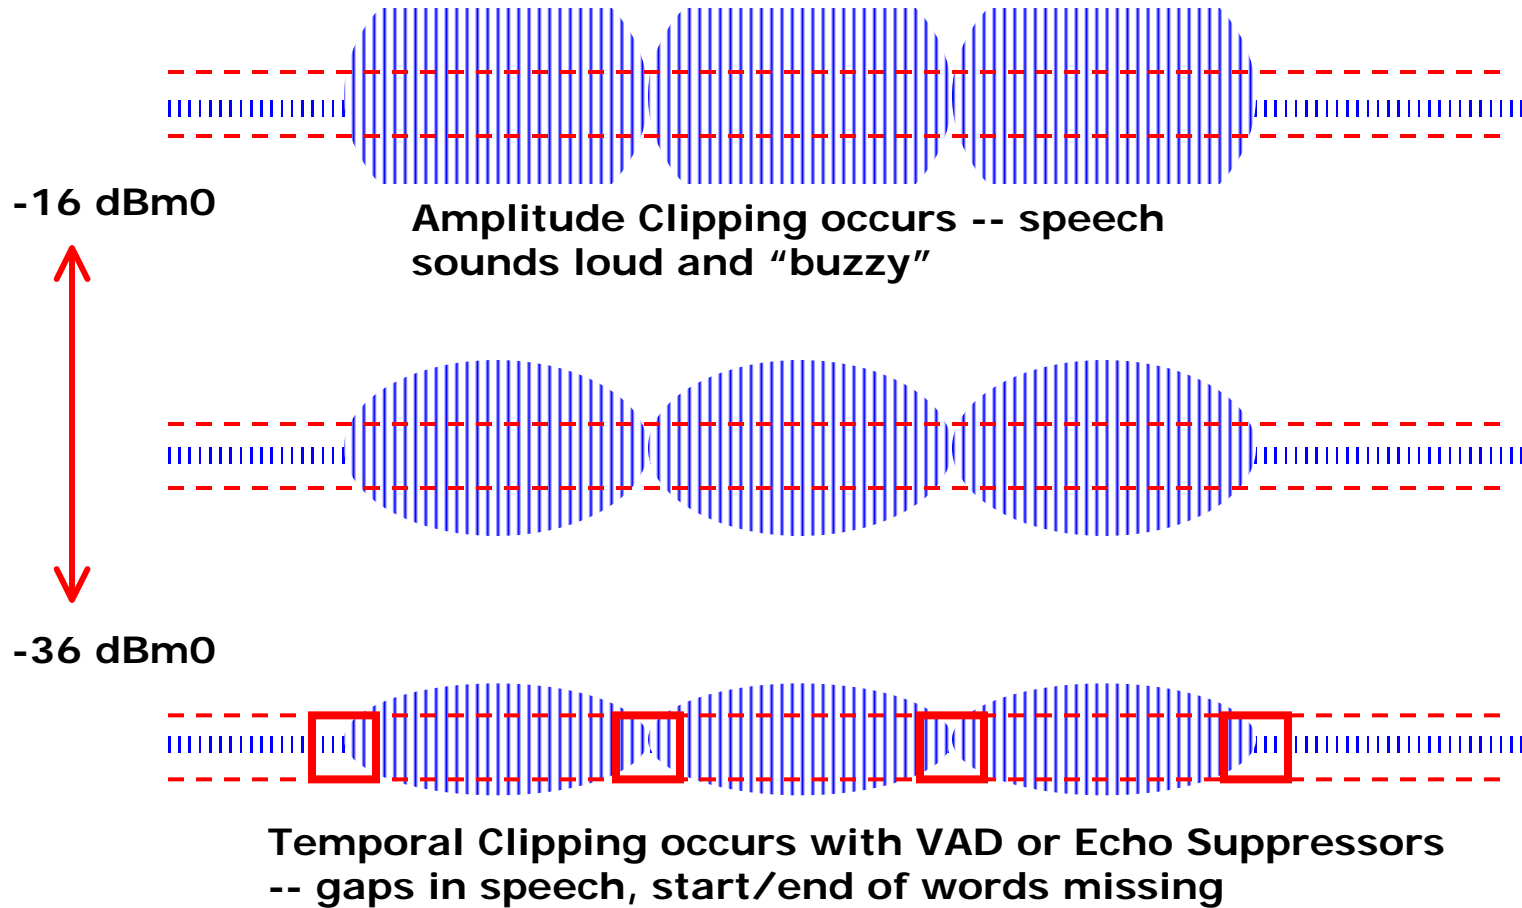 -16 dBm0
Amplitude Clipping occurs -- speech
sounds loud and “buzzy”
-36 dBm0
Temporal Clipping occurs with VAD or Echo Suppressors
-- gaps in speech, start/end of words missing